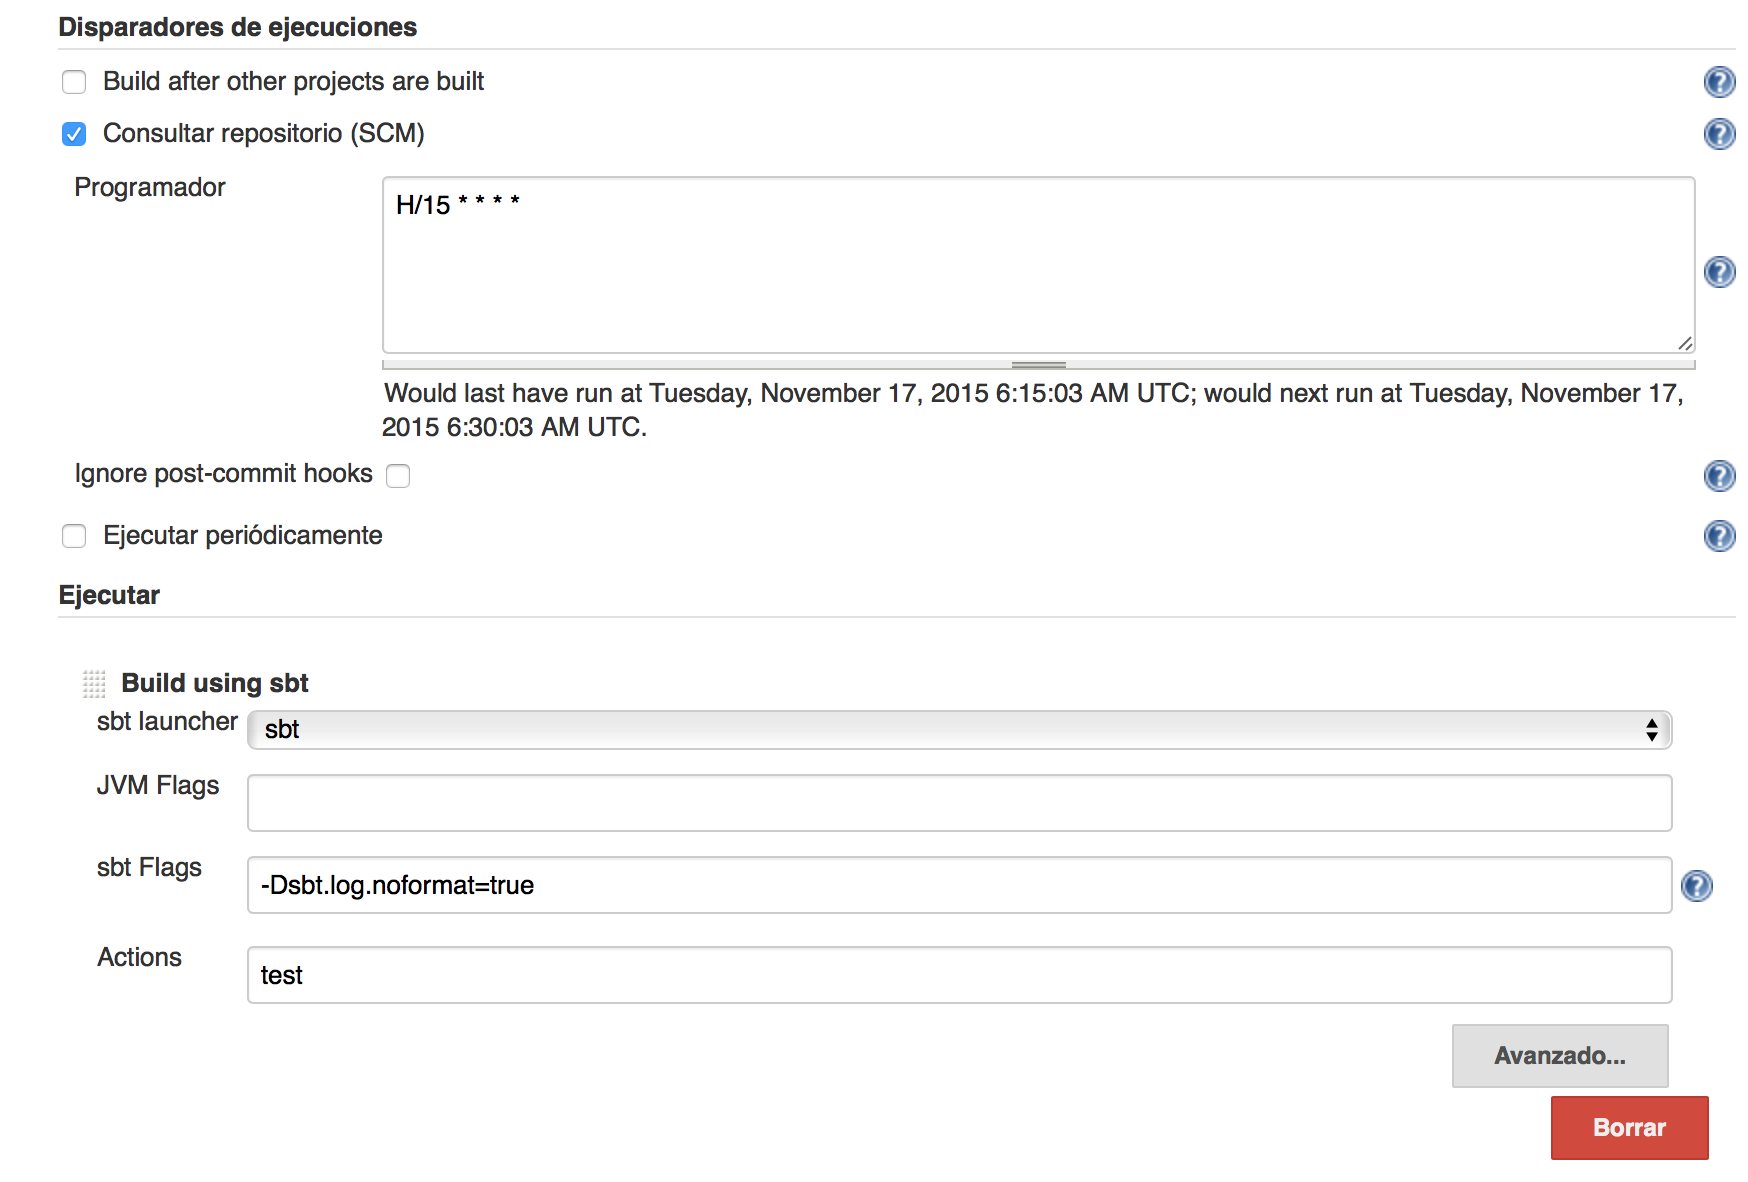 Disparadores de ejecuciones
Build after other projects are built
Consultar repositorio (SCM)
Programador
H/15 * * * *
Would last have run at Tuesday, November 17, 2015 6:15:03 AM UTC; would next run at Tuesday, November 17,
2015 6:30:03 AM UTC.
Ignore post-commit hooks
Ejecutar periódicamente
Ejecutar
Build using sbt
sbt launcher
sbt
JVM Flags
sbt Flags
-Dsbt.log.noformat=true
Actions
test
Avanzado...
Borrar